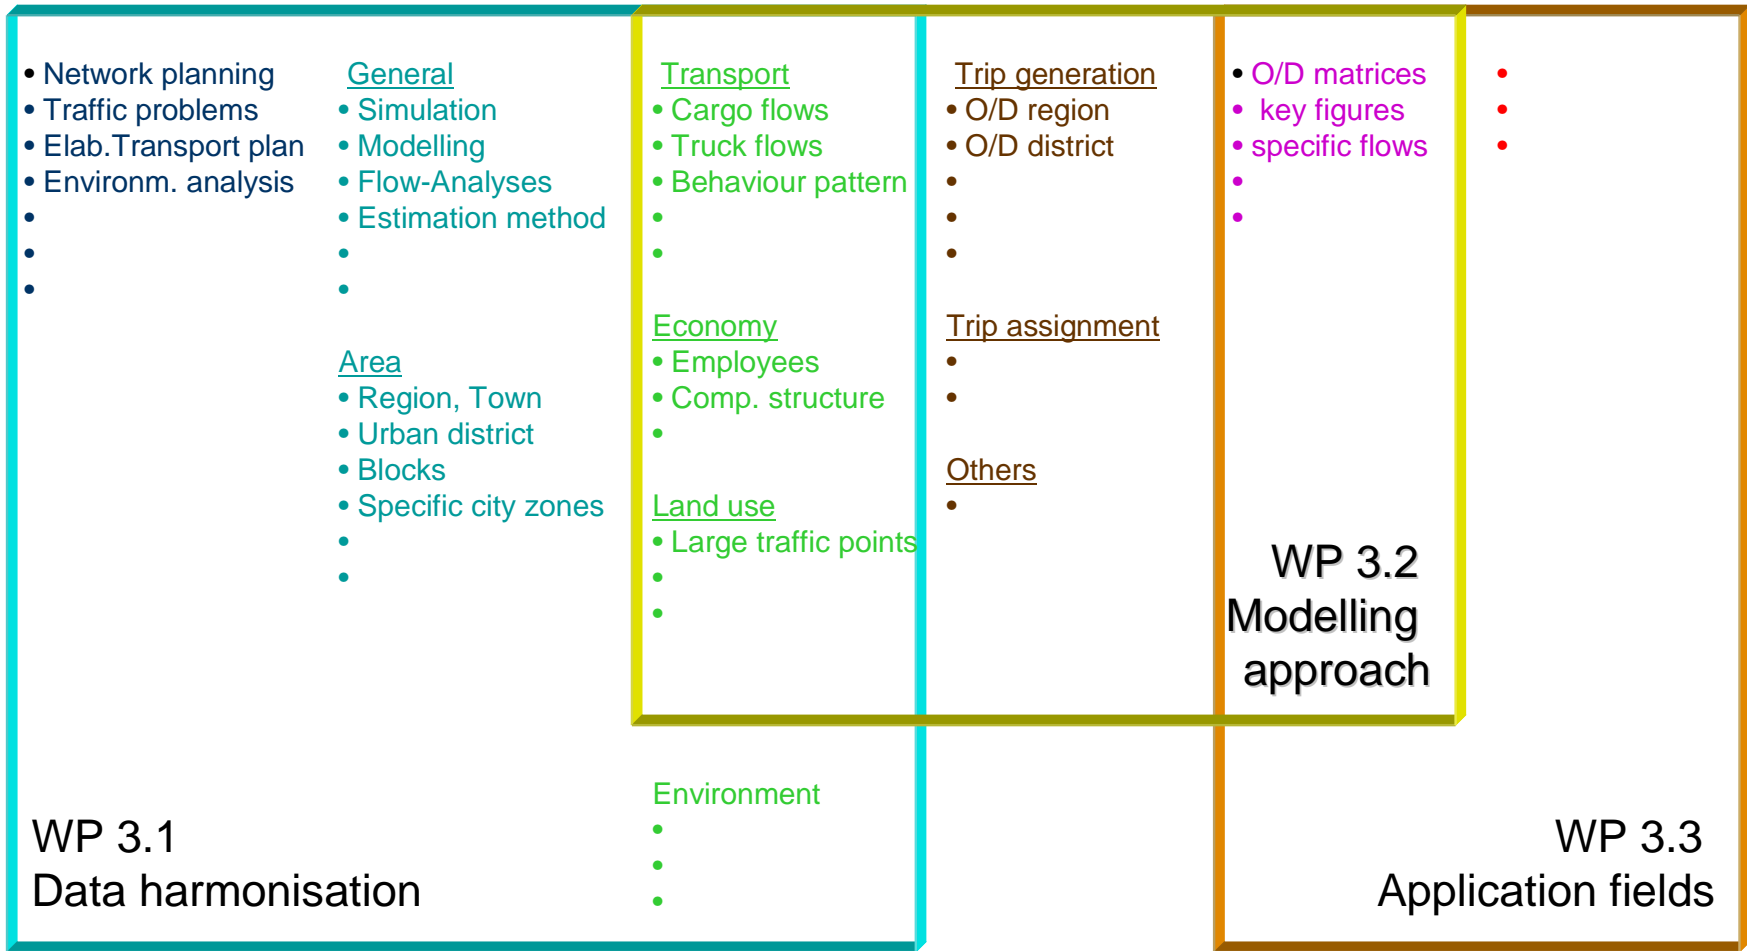 • Network planning
• Traffic problems
• Elab.Transport plan
• Environm. analysis
•
•
•
General
• Simulation
• Modelling
• Flow-Analyses
• Estimation method
•
•
Area
• Region, Town
• Urban district
• Blocks
• Specific city zones
•
•
Transport
• Cargo flows
• Truck flows
• Behaviour pattern
•
•
Economy
• Employees
• Comp. structure
•
Land use
• Large traffic points
•
•
Environment
•
•
•
Trip generation
• O/D region
• O/D district
•
•
•
Trip assignment
•
•
Others
•
• O/D matrices
• key figures
• specific flows
•
•
•
•
•
WP 3.2
Modelling
approach
WP 3.1
Data harmonisation
WP 3.3
Application fields